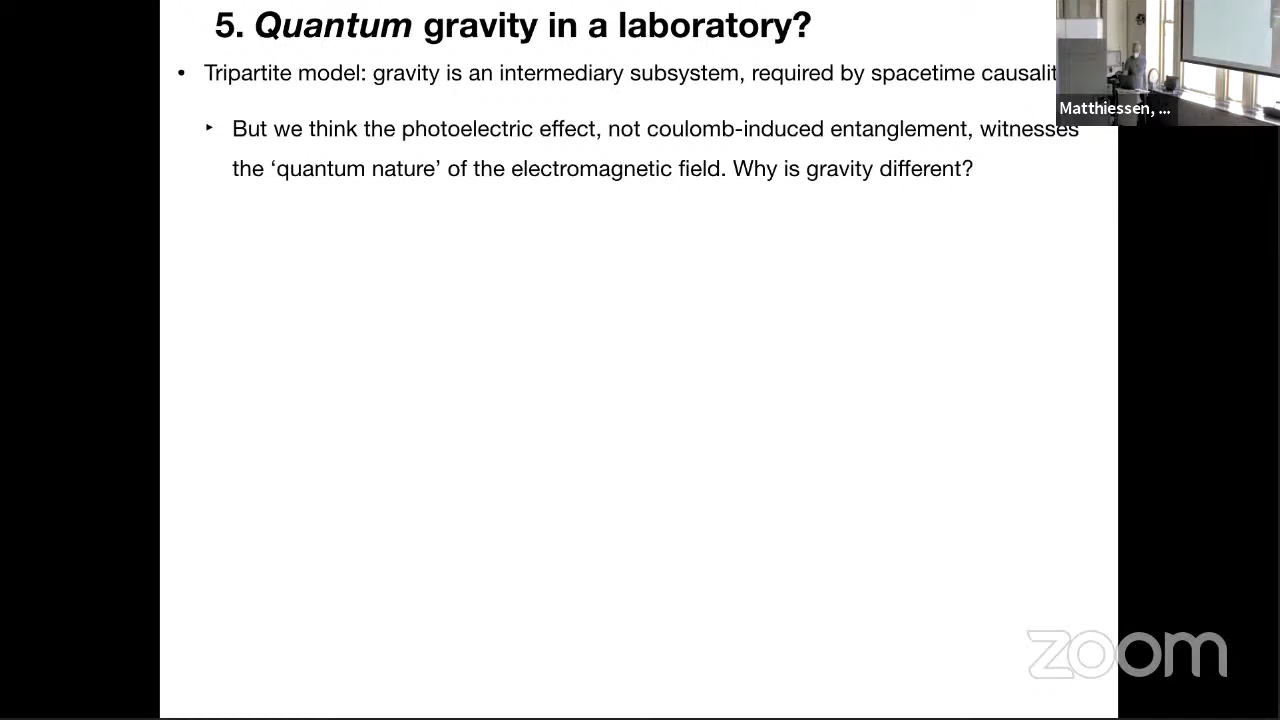 5. Quantum gravity in a laboratory?
• Tripartite model: gravity is an intermediary subsystem, required by spacetime causalit
Matthiessen, ...
‣ But we think the photoelectric effect, not coulomb-induced entanglement, witnesses
the ‘quantum nature’ of the electromagnetic field. Why is gravity different?
zoom